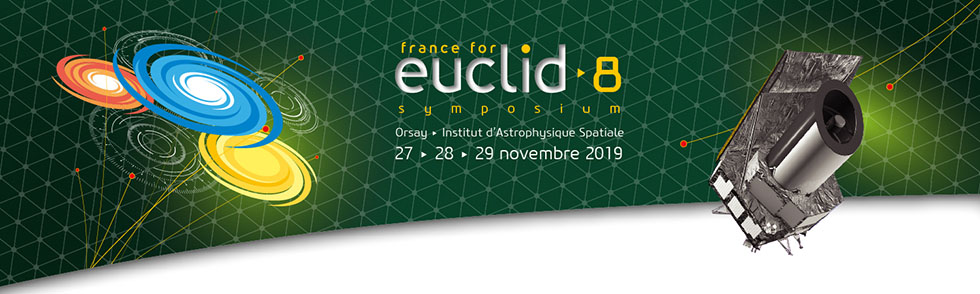 france for
euclid ▸ 8
symposium
Orsay ▸ Institut d'Astrophysique Spatiale
27 ▸ 28 ▸ 29 novembre 2019